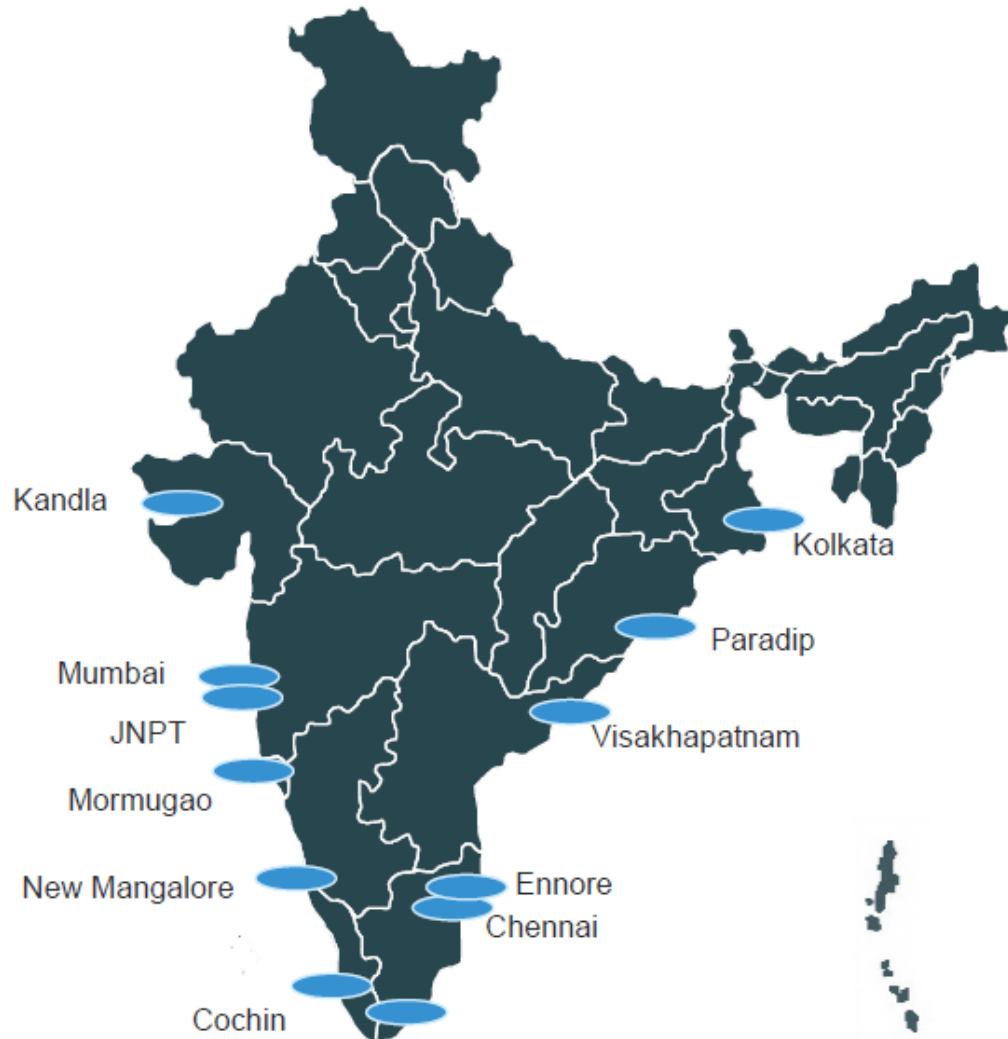 Kandla
Kolkata
Paradip
Mumbai
JNPT
Visakhapatnam
Mormugao
New Mangalore
Ennore
Chennai
Cochin